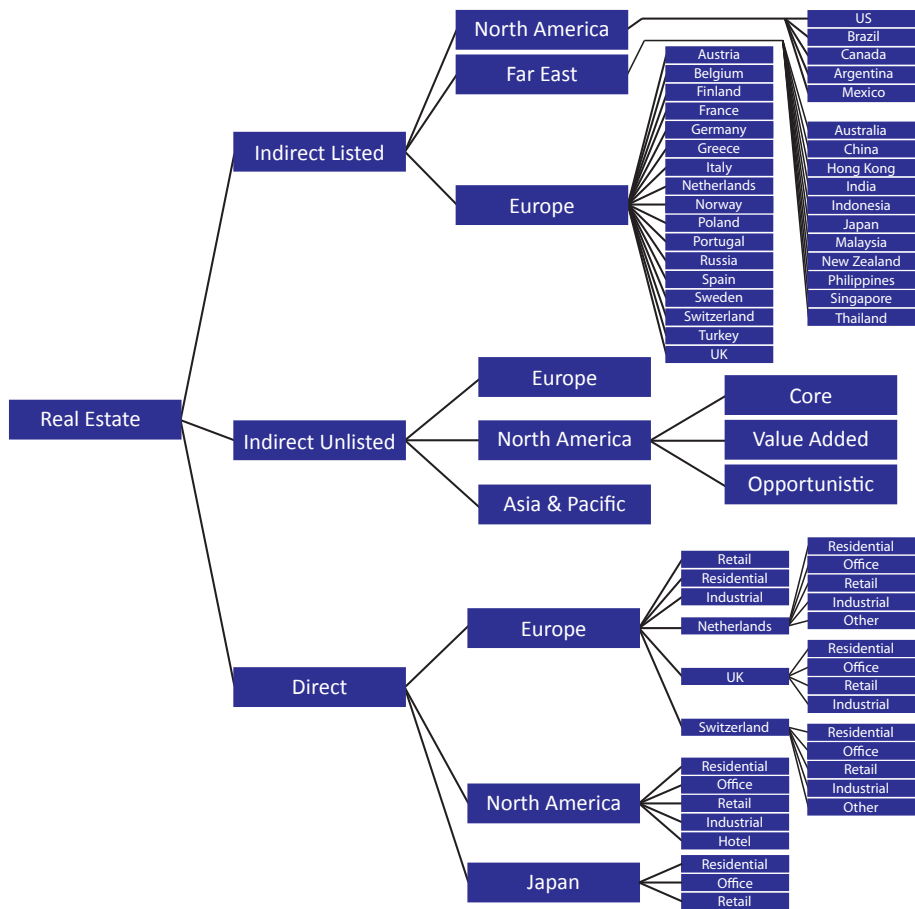 Real Estate
Indirect Listed
North America
US
Brazil
Canada
Argentina
Mexico
Far East
Australia
China
Hong Kong
India
Indonesia
Japan
Malaysia
New Zealand
Philippines
Singapore
Thailand
Europe
Austria
Belgium
Finland
France
Germany
Greece
Italy
Netherlands
Norway
Poland
Portugal
Russia
Spain
Sweden
Switzerland
Turkey
UK
Indirect Unlisted
Europe
North America
Core
Value Added
Opportunistic
Asia & Pacific
Direct
Europe
Retail
Residential
Industrial
Netherlands
Residential
Office
Retail
Industrial
Other
UK
Residential
Office
Retail
Industrial
Switzerland
Residential
Office
Retail
Industrial
Other
North America
Residential
Office
Retail
Industrial
Hotel
Japan
Residential
Office
Retail